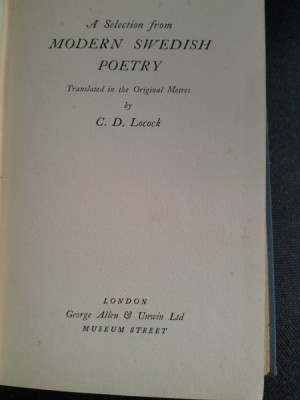 A Selection from
MODERN SWEDISH
POETRY
Translated in the Original Metres
by
C. D. Locock
LONDON
George Allen & Unwin Ltd
MUSEUM STREET